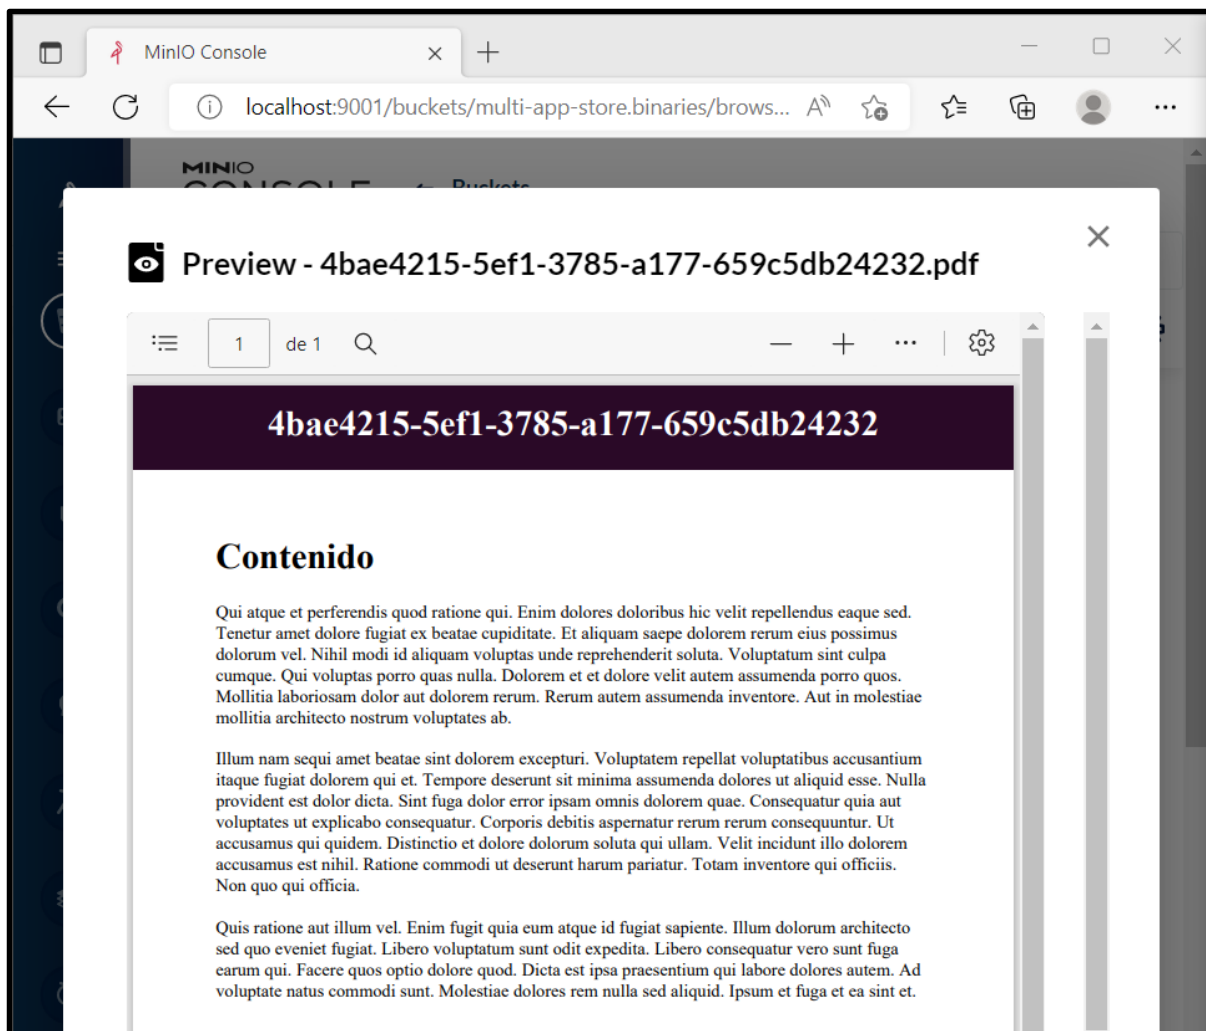 MinIO Console
localhost:9001/buckets/multi-app-store.binaries/brows...
MINIO
CONSOLE
Buckets
Preview - 4bae4215-5ef1-3785-a177-659c5db24232.pdf
1 de 1
4bae4215-5ef1-3785-a177-659c5db24232
Contenido
Qui atque et perferendis quod ratione qui. Enim dolores doloribus hic velit repellendus eaque sed.
Tenetur amet dolore fugiat ex beatae cupiditate. Et aliquam saepe dolorem rerum eius possimus
dolorum vel. Nihil modi id aliquam voluptas unde reprehenderit soluta. Voluptatum sint culpa
cumque. Qui voluptas porro quas nulla. Dolorem et et dolore velit autem assumenda porro quos.
Mollitia laboriosam dolor aut dolorem rerum. Rerum autem assumenda inventore. Aut in molestiae
mollitia architecto nostrum voluptates ab.
Illum nam sequi amet beatae sint dolorem excepturi. Voluptatem repellat voluptatibus accusantium
itaque fugiat dolorem qui et. Tempore deserunt sit minima assumenda dolores ut aliquid esse. Nulla
provident est dolor dicta. Sint fuga dolor error ipsam omnis dolorem quae. Consequatur quia aut
voluptates ut explicabo consequatur. Corporis debitis aspernatur rerum rerum consequuntur. Ut
accusamus qui quidem. Distinctio et dolore dolorum soluta qui ullam. Velit incidunt illo dolorem
accusamus est nihil. Ratione commodi ut deserunt harum pariatur. Totam inventore qui officiis.
Non quo qui officia.
Quis ratione aut illum vel. Enim fugit quia eum atque id fugiat sapiente. Illum dolorum architecto
sed quo eveniet fugiat. Libero voluptatum sunt odit expedita. Libero consequatur vero sunt fuga
earum qui. Facere quos optio dolore quod. Dicta est ipsa praesentium qui labore dolores autem. Ad
voluptate natus commodi sunt. Molestiae dolores rem nulla sed aliquid. Ipsum et fuga et ea sint et.